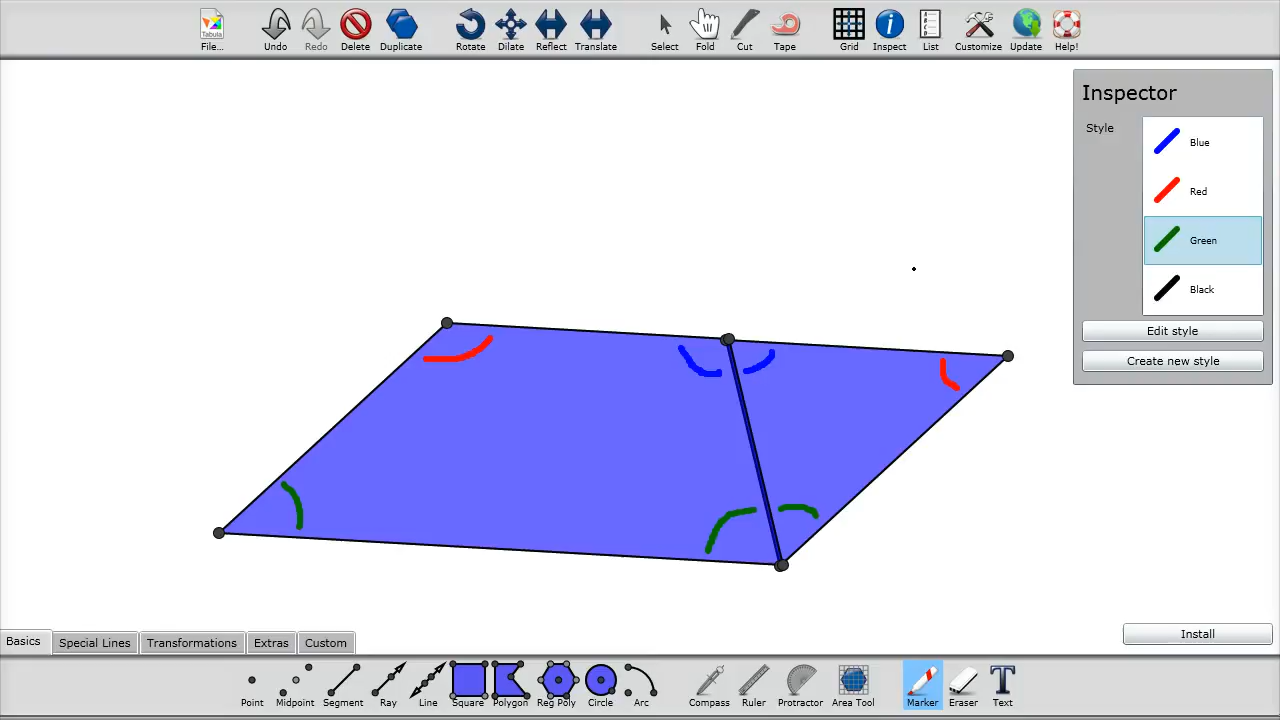 Tabula
File... Undo Redo Delete Duplicate Rotate Dilate Reflect Translate Select Fold Cut Tape Grid Inspect List Customize Update Help!
Inspector
Style
Blue
Red
Green
Black
Edit style
Create new style
Install
Basics Special Lines Transformations Extras Custom
Point Midpoint Segment Ray Line Square Polygon Reg Poly Circle Arc Compass Ruler Protractor Area Tool Marker Eraser Text